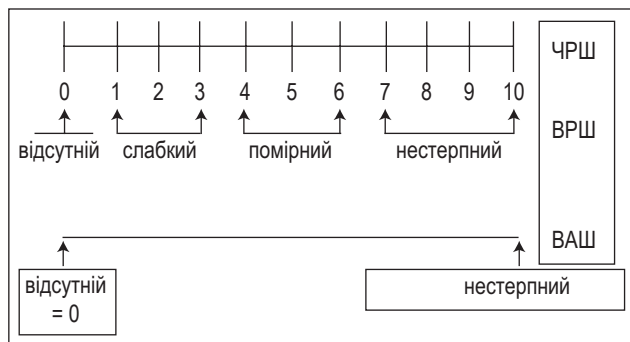 ЧРШ
0 1 2 3 4 5 6 7 8 9 10
ВРШ
відсутній слабкий помірний нестерпний
ВАШ
відсутній
= 0
нестерпний